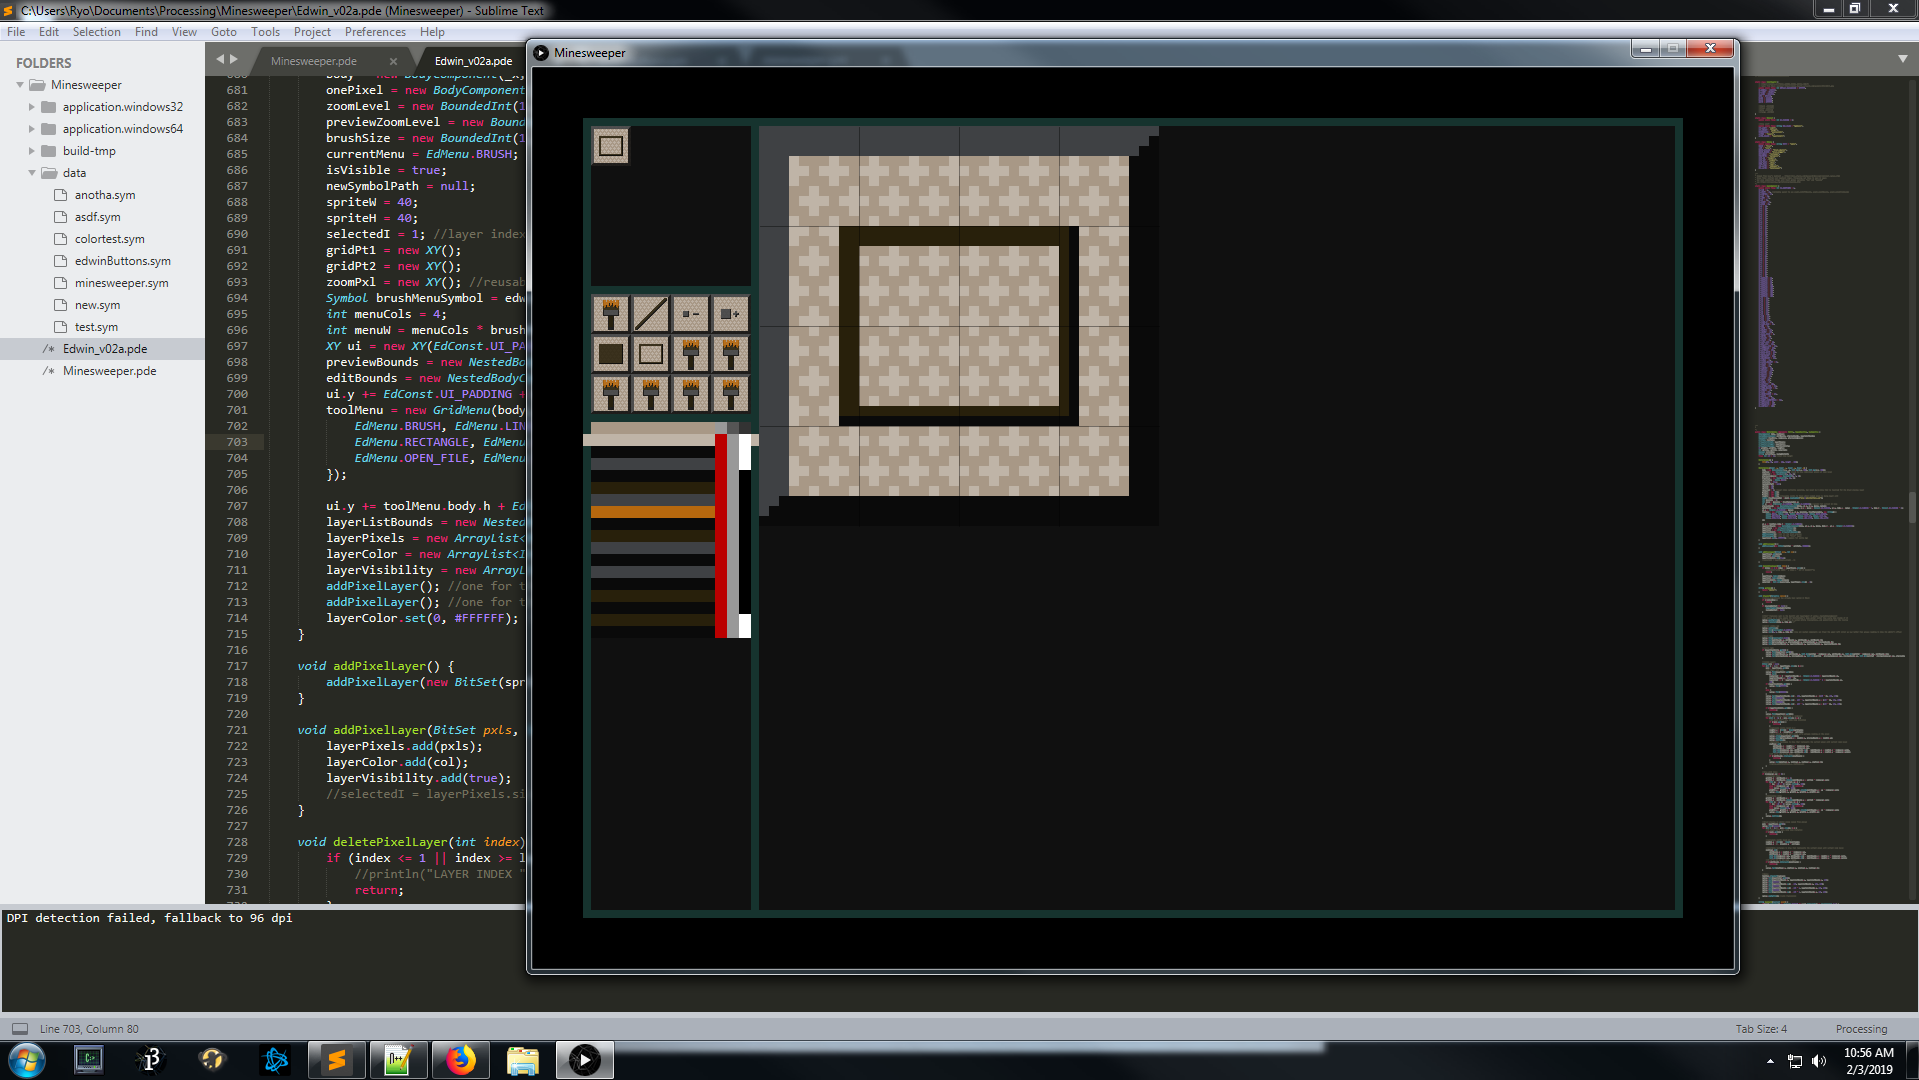 C:\Users\Ryo\Documents\Processing\Minesweeper\Edwin_v02a.pde (Minesweeper) - Sublime Text
File Edit Selection Find View Goto Tools Project Preferences Help
FOLDERS
Minesweeper
application.windows32
application.windows64
build-tmp
data
anotha.sym
asdf.sym
colortest.sym
edwinButtons.sym
minesweeper.sym
new.sym
test.sym
/* Edwin_v02a.pde
/* Minesweeper.pde
Minesweeper.pde × Edwin_v02a.pde
681 onePixel = new BodyComponent
682 zoomLevel = new BoundedInt(1
683 previewZoomLevel = new Bound
684 brushSize = new BoundedInt(1
685 currentMenu = EdMenu.BRUSH;
686 isVisible = true;
687 newSymbolPath = null;
688 spriteW = 40;
689 spriteH = 40;
690 selectedI = 1; //layer index
691 gridPt1 = new XY();
692 gridPt2 = new XY();
693 zoomPxl = new XY(); //reusab
694 Symbol brushMenuSymbol = edw
695 int menuCols = 4;
696 int menuW = menuCols * brush
697 XY ui = new XY(EdConst.UI_PA
698 previewBounds = new NestedBo
699 editBounds = new NestedBodyC
700 ui.y += EdConst.UI_PADDING +
701 toolMenu = new GridMenu(body
702 EdMenu.BRUSH, EdMenu.LIN
703 EdMenu.RECTANGLE, EdMenu
704 EdMenu.OPEN_FILE, EdMenu
705 });
706
707 ui.y += toolMenu.body.h + Ed
708 layerListBounds = new Nested
709 layerPixels = new ArrayList<
710 layerColor = new ArrayList<I
711 layerVisibility = new ArrayL
712 addPixelLayer(); //one for t
713 addPixelLayer(); //one for t
714 layerColor.set(0, #FFFFFF);
715 }
716
717 void addPixelLayer() {
718 addPixelLayer(new BitSet(spr
719 }
720
721 void addPixelLayer(BitSet pxls,
722 layerPixels.add(pxls);
723 layerColor.add(col);
724 layerVisibility.add(true);
725 //selectedI = layerPixels.si
726 }
727
728 void deletePixelLayer(int index)
729 if (index <= 1 || index >= l
730 //println("LAYER INDEX "
731 return;
Minesweeper
DPI detection failed, fallback to 96 dpi
Line 703, Column 80
Tab Size: 4
Processing
10:56 AM
2/3/2019